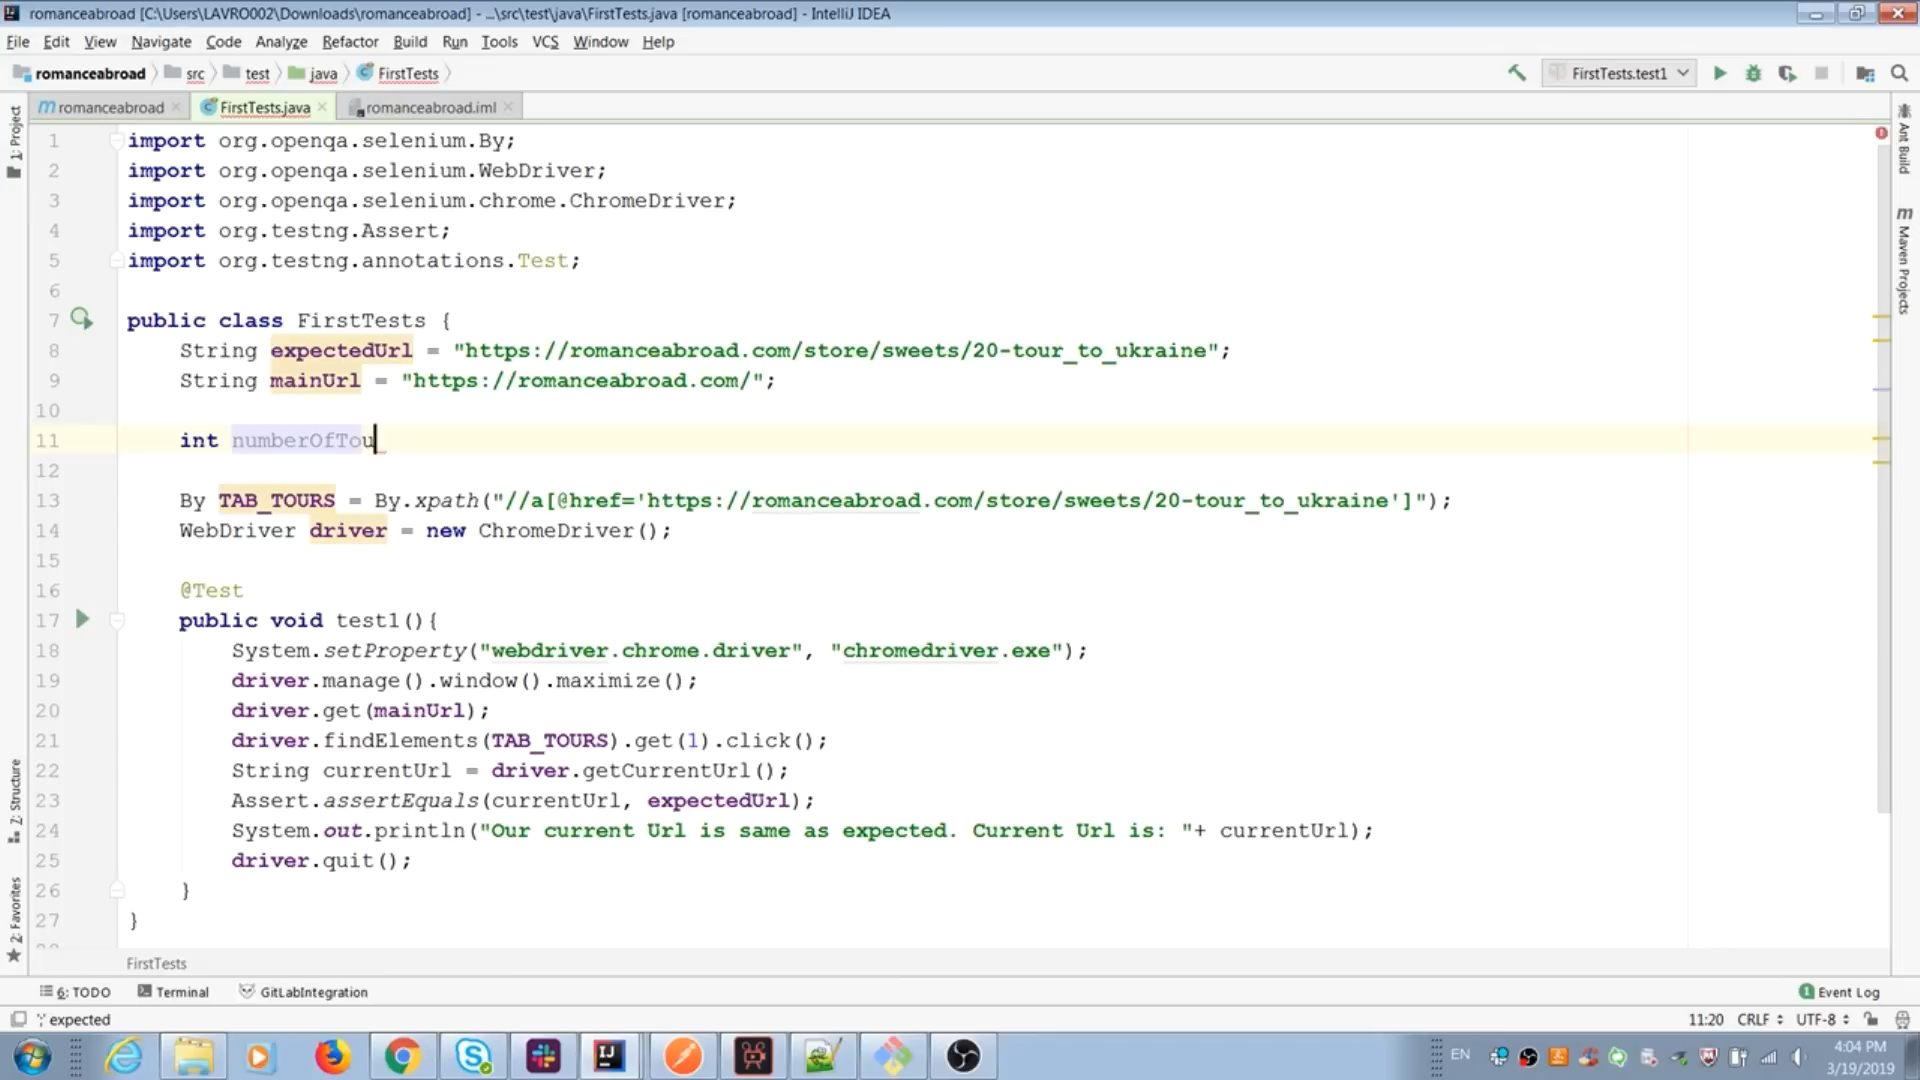 romanceabroad [C:\Users\LAVRO002\Downloads\romanceabroad] - ...\src\test\java\FirstTests.java [romanceabroad] - IntelliJ IDEA
File Edit View Navigate Code Analyze Refactor Build Run Tools VCS Window Help
romanceabroad src test java FirstTests FirstTests.test1
m romanceabroad FirstTests.java romanceabroad.iml
1: Project
Ant Build
m Maven Projects
7: Structure
2: Favorites
1 import org.openqa.selenium.By;
2 import org.openqa.selenium.WebDriver;
3 import org.openqa.selenium.chrome.ChromeDriver;
4 import org.testng.Assert;
5 import org.testng.annotations.Test;
6
7 public class FirstTests {
8 String expectedUrl = "https://romanceabroad.com/store/sweets/20-tour_to_ukraine";
9 String mainUrl = "https://romanceabroad.com/";
10
11 int numberOfTou
12
13 By TAB_TOURS = By.xpath("//a[@href='https://romanceabroad.com/store/sweets/20-tour_to_ukraine']");
14 WebDriver driver = new ChromeDriver();
15
16 @Test
17 public void test1(){
18 System.setProperty("webdriver.chrome.driver", "chromedriver.exe");
19 driver.manage().window().maximize();
20 driver.get(mainUrl);
21 driver.findElements(TAB_TOURS).get(1).click();
22 String currentUrl = driver.getCurrentUrl();
23 Assert.assertEquals(currentUrl, expectedUrl);
24 System.out.println("Our current Url is same as expected. Current Url is: "+ currentUrl);
25 driver.quit();
26 }
27 }
FirstTests
6: TODO Terminal GitLabIntegration 1 Event Log
';' expected 11:20 CRLF UTF-8
EN 4:04 PM
3/19/2019